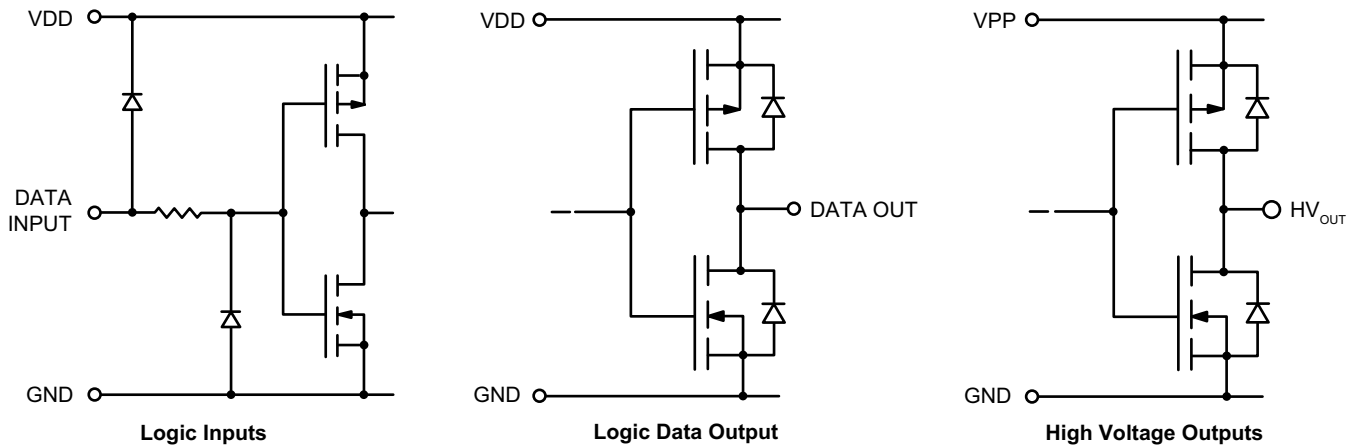 VDD
DATA
INPUT
GND
Logic Inputs
VDD
DATA OUT
GND
Logic Data Output
VPP
HVOUT
GND
High Voltage Outputs